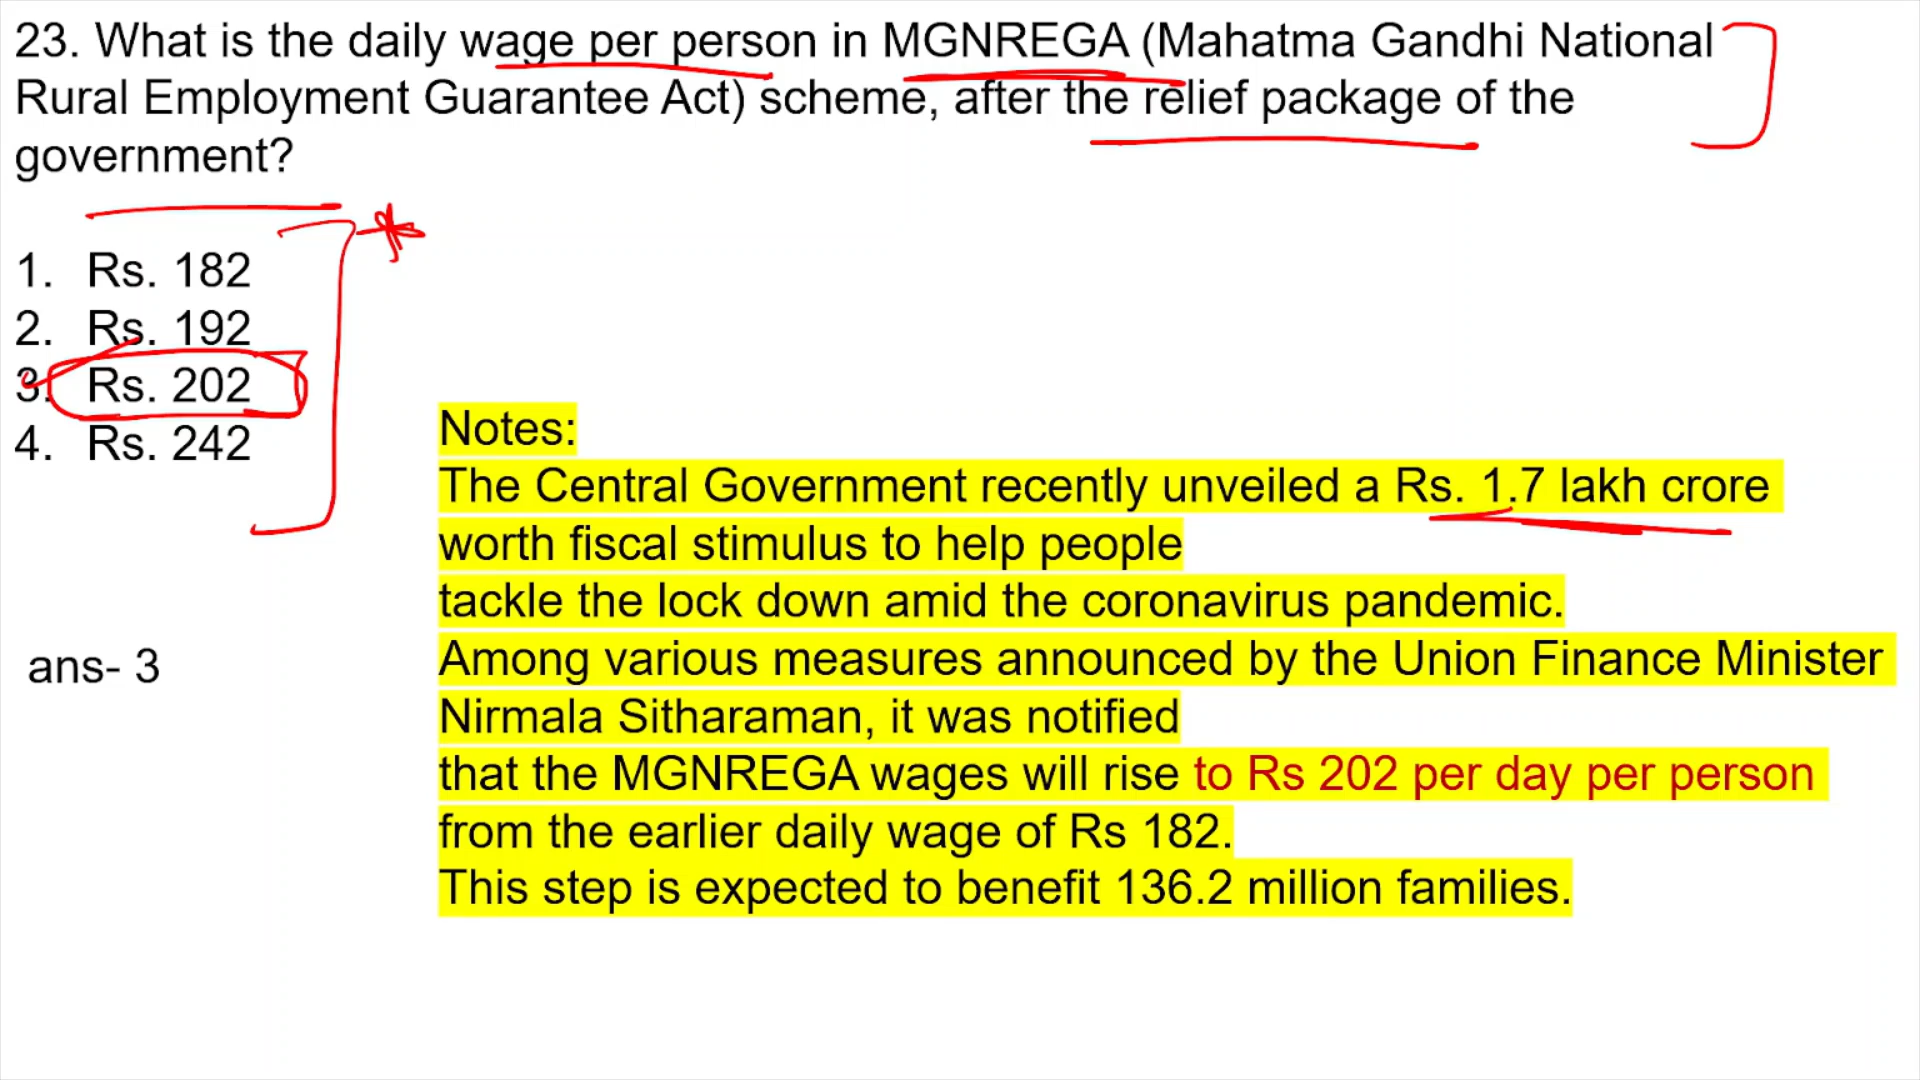 23. What is the daily wage per person in MGNREGA (Mahatma Gandhi National
Rural Employment Guarantee Act) scheme, after the relief package of the
government?
1. Rs. 182
2. Rs. 192
3. Rs. 202
4. Rs. 242
ans- 3
Notes:
The Central Government recently unveiled a Rs. 1.7 lakh crore
worth fiscal stimulus to help people
tackle the lock down amid the coronavirus pandemic.
Among various measures announced by the Union Finance Minister
Nirmala Sitharaman, it was notified
that the MGNREGA wages will rise to Rs 202 per day per person
from the earlier daily wage of Rs 182.
This step is expected to benefit 136.2 million families.